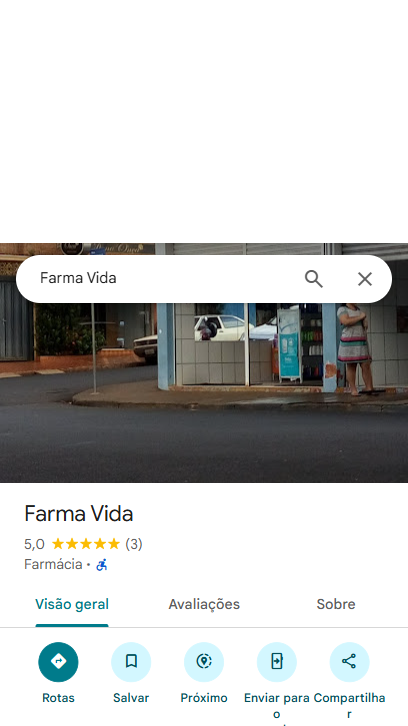 Farma Vida
Farma Vida
5,0 (3)
Farmácia ·
Visão geral Avaliações Sobre
Rotas Salvar Próximo Enviar para o Compartilhar